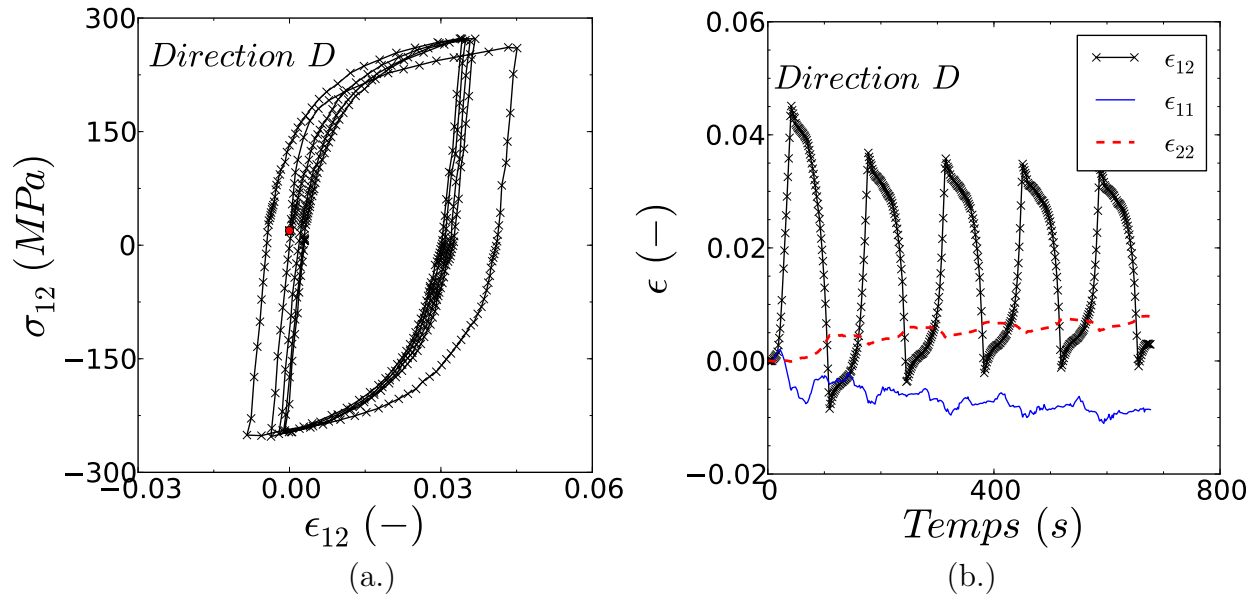 300
150
0
−150
−300
σ12 (MPa)
Direction D
−0.03
0.00
0.03
0.06
ϵ12 (−)
(a.)
0.06
0.04
0.02
0.00
−0.02
ϵ (−)
Direction D
ϵ12
ϵ11
ϵ22
0
400
800
Temps (s)
(b.)